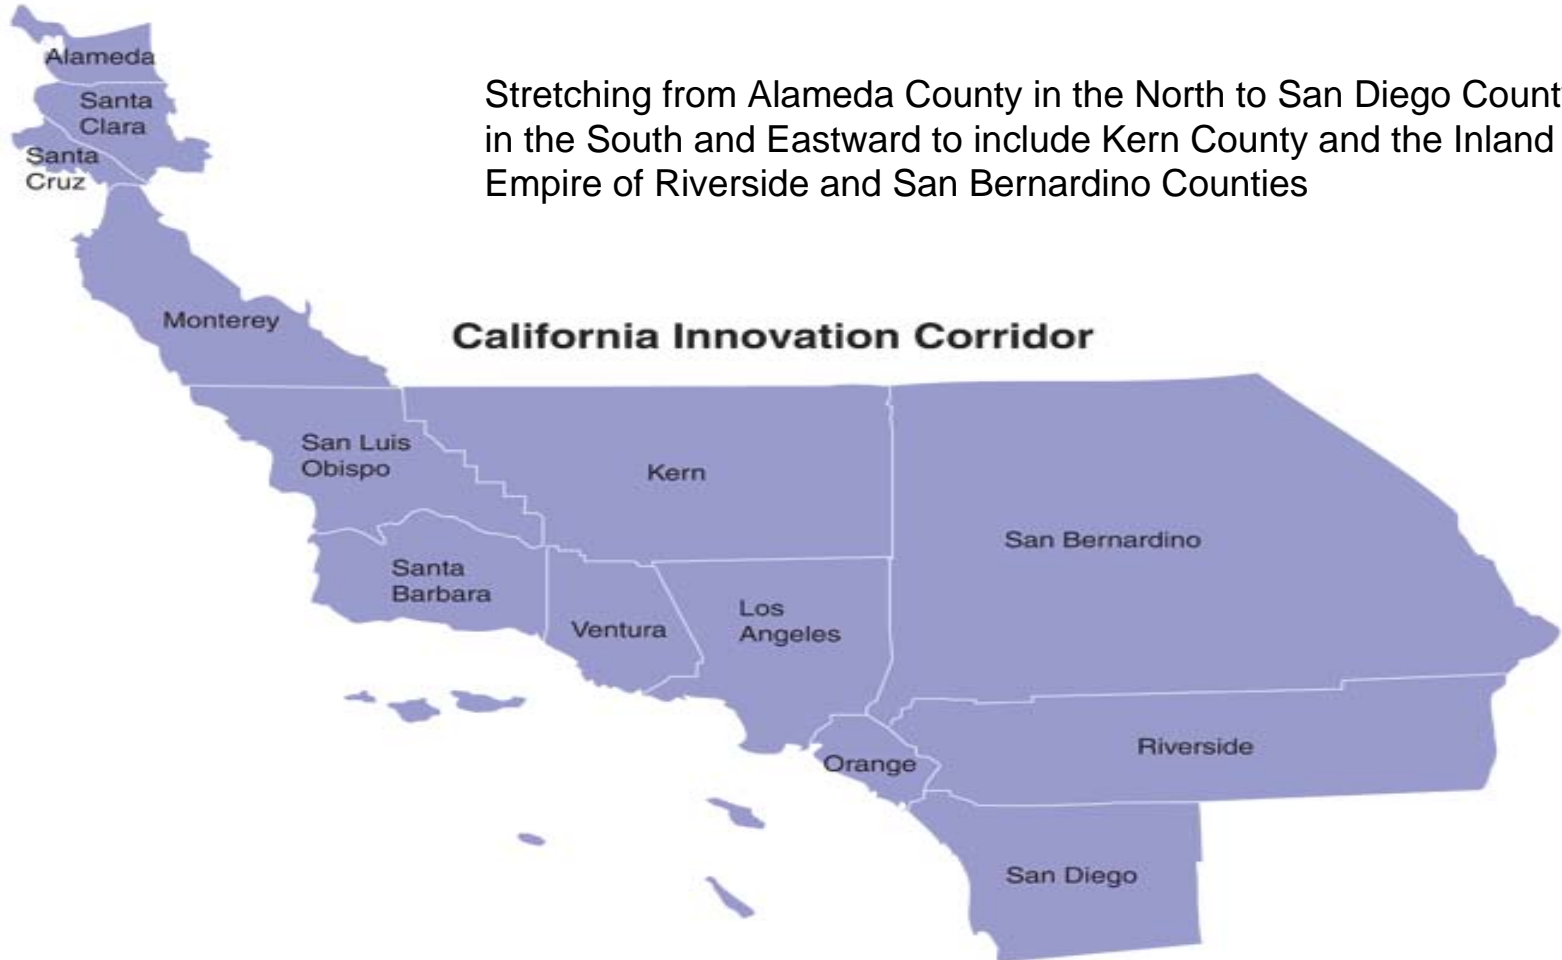 Alameda
Santa
Clara
Santa
Cruz
Stretching from Alameda County in the North to San Diego Count
in the South and Eastward to include Kern County and the Inland
Empire of Riverside and San Bernardino Counties
Monterey
California Innovation Corridor
San Luis
Obispo
Kern
San Bernardino
Santa
Barbara
Ventura
Los
Angeles
Orange
Riverside
San Diego